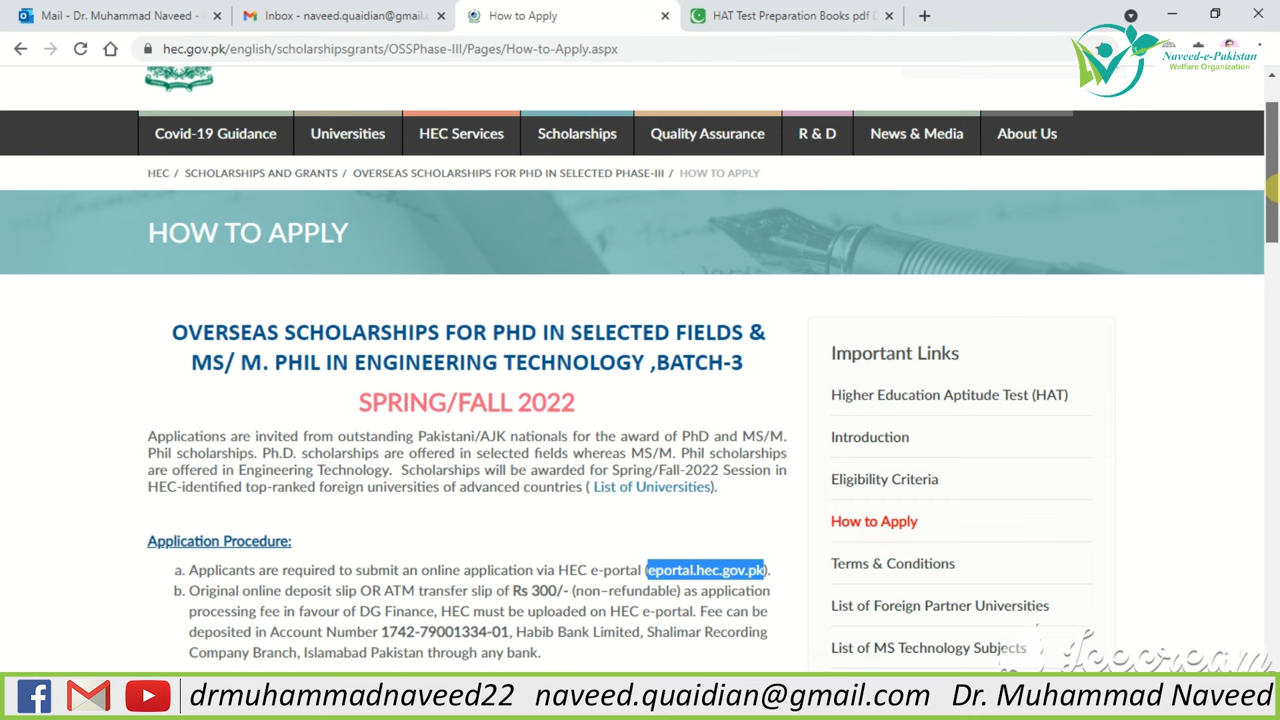 Mail - Dr. Muhammad Naveed -
Inbox - naveed.quaidian@gmail.
How to Apply
HAT Test Preparation Books pdf
hec.gov.pk/english/scholarshipsgrants/OSSPhase-III/Pages/How-to-Apply.aspx
Naveed-e-Pakistan
Welfare Organization
Covid-19 Guidance
Universities
HEC Services
Scholarships
Quality Assurance
R & D
News & Media
About Us
HEC / SCHOLARSHIPS AND GRANTS / OVERSEAS SCHOLARSHIPS FOR PHD IN SELECTED PHASE-III / HOW TO APPLY
HOW TO APPLY
OVERSEAS SCHOLARSHIPS FOR PHD IN SELECTED FIELDS &
MS/ M. PHIL IN ENGINEERING TECHNOLOGY ,BATCH-3
SPRING/FALL 2022
Applications are invited from outstanding Pakistani/AJK nationals for the award of PhD and MS/M.
Phil scholarships. Ph.D. scholarships are offered in selected fields whereas MS/M. Phil scholarships
are offered in Engineering Technology. Scholarships will be awarded for Spring/Fall-2022 Session in
HEC-identified top-ranked foreign universities of advanced countries ( List of Universities).
Application Procedure:
a. Applicants are required to submit an online application via HEC e-portal (eportal.hec.gov.pk).
b. Original online deposit slip OR ATM transfer slip of Rs 300/- (non–refundable) as application
processing fee in favour of DG Finance, HEC must be uploaded on HEC e-portal. Fee can be
deposited in Account Number 1742-79001334-01, Habib Bank Limited, Shalimar Recording
Company Branch, Islamabad Pakistan through any bank.
Important Links
Higher Education Aptitude Test (HAT)
Introduction
Eligibility Criteria
How to Apply
Terms & Conditions
List of Foreign Partner Universities
List of MS Technology Subjects
Icecream
drmuhammadnaveed22 naveed.quaidian@gmail.com Dr. Muhammad Naveed